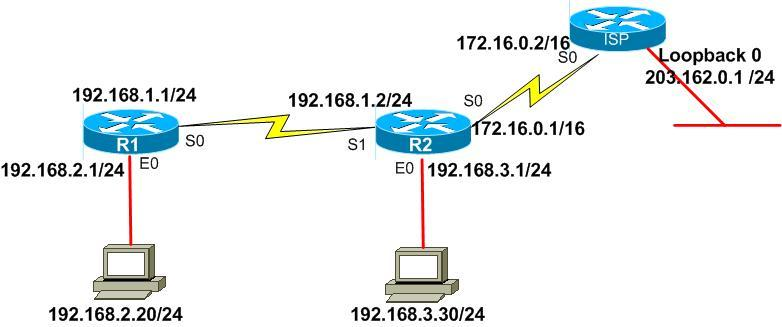 ISP
172.16.0.2/16
S0
Loopback 0
203.162.0.1 /24
192.168.1.1/24
192.168.1.2/24
S0
172.16.0.1/16
R1
S0
S1
R2
192.168.2.1/24
E0
E0
192.168.3.1/24
192.168.2.20/24
192.168.3.30/24